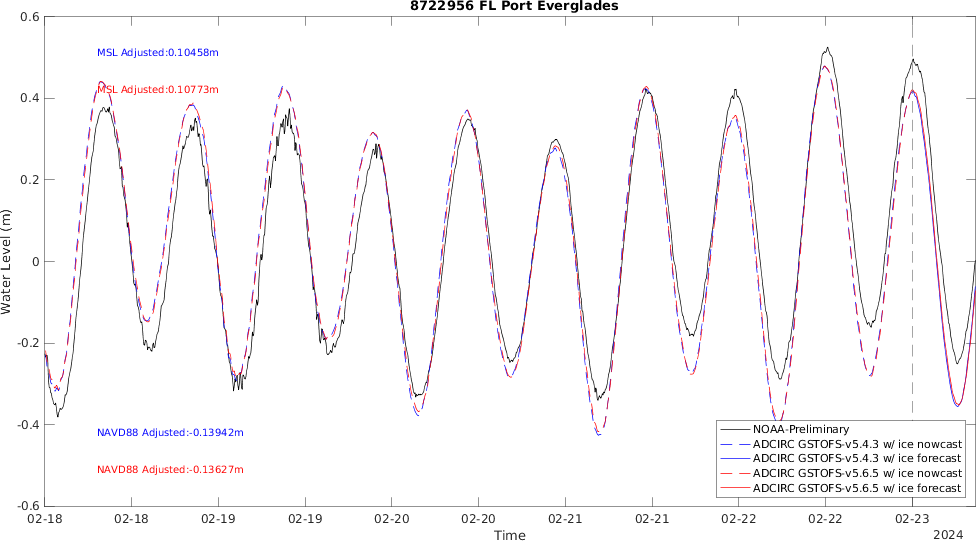 8722956 FL Port Everglades
0.6
MSL Adjusted:0.10458m
MSL Adjusted:0.10773m
0.4
0.2
Water Level (m)
0
-0.2
-0.4
NAVD88 Adjusted:-0.13942m
NAVD88 Adjusted:-0.13627m
-0.6
NOAA-Preliminary
ADCIRC GSTOFS-v5.4.3 w/ ice nowcast
ADCIRC GSTOFS-v5.4.3 w/ ice forecast
ADCIRC GSTOFS-v5.6.5 w/ ice nowcast
ADCIRC GSTOFS-v5.6.5 w/ ice forecast
02-18 02-18 02-19 02-19 02-20 02-20 02-21 02-21 02-22 02-22 02-23
Time
2024